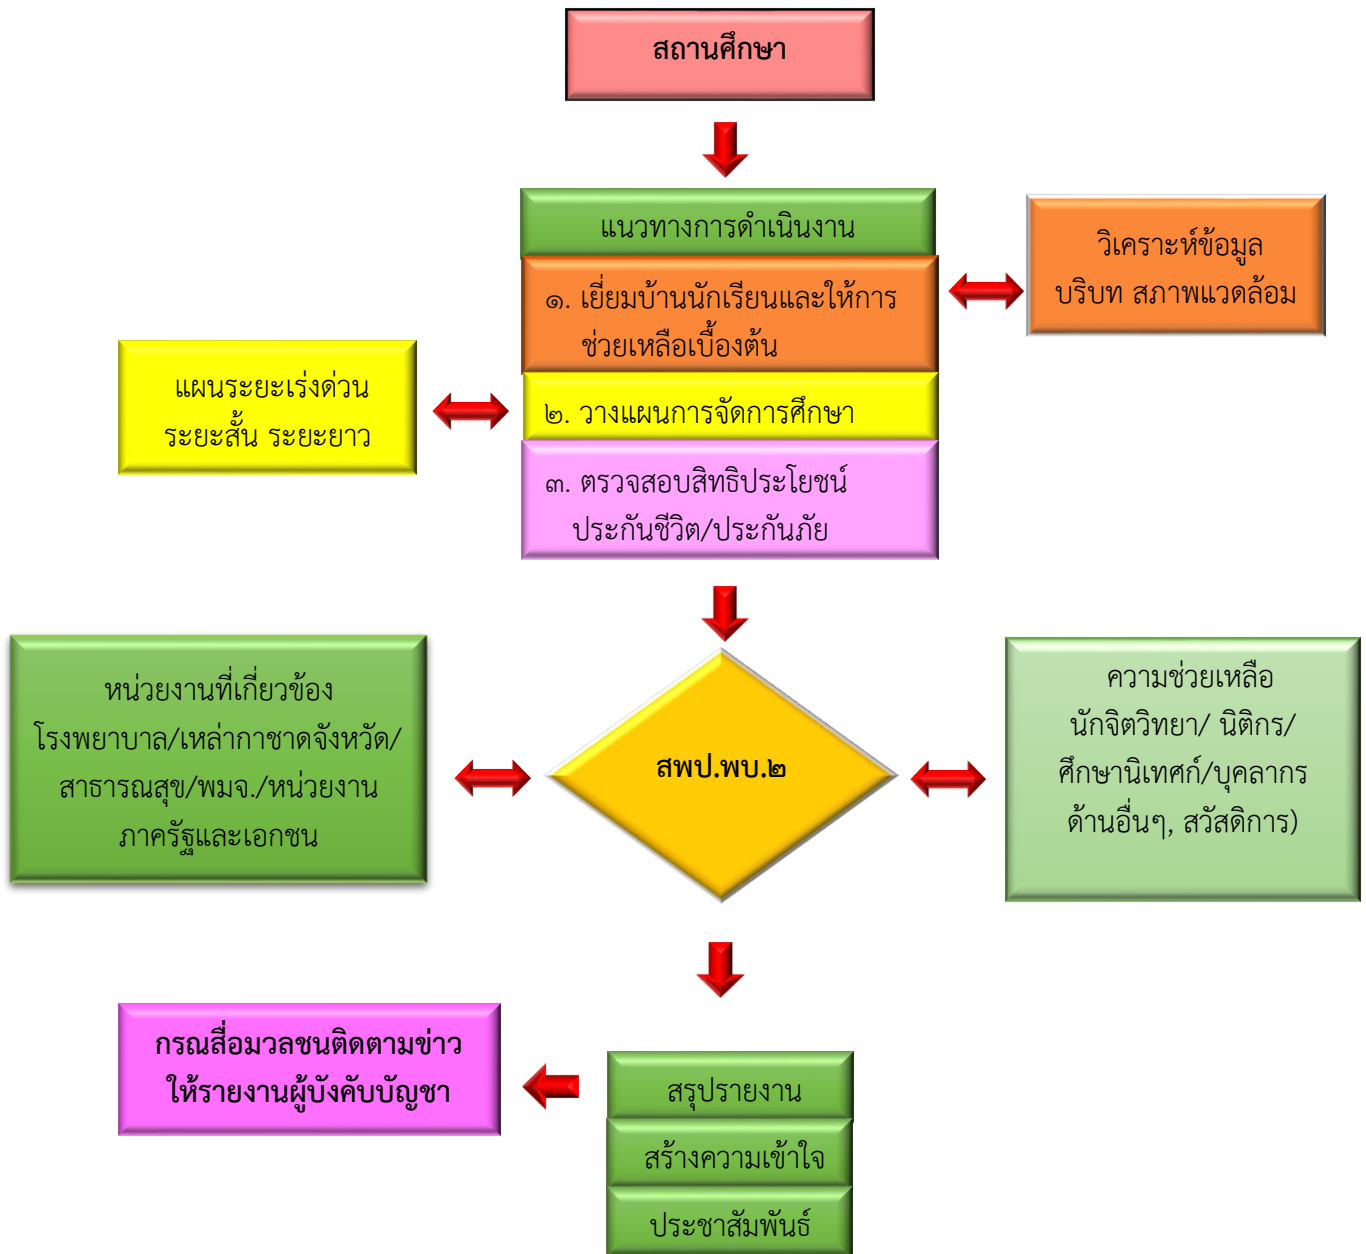 สถานศึกษา
แนวทางการดำเนินงาน
๑. เยี่ยมบ้านนักเรียนและให้การ
ช่วยเหลือเบื้องต้น
วิเคราะห์ข้อมูล
บริบท สภาพแวดล้อม
แผนระยะเร่งด่วน
ระยะสั้น ระยะยาว
๒. วางแผนการจัดการศึกษา
๓. ตรวจสอบสิทธิประโยชน์
ประกันชีวิต/ประกันภัย
หน่วยงานที่เกี่ยวข้อง
โรงพยาบาล/เหล่ากาชาดจังหวัด/
สาธารณสุข/พมจ./หน่วยงาน
ภาครัฐและเอกชน
สพป.พบ.๒
ความช่วยเหลือ
นักจิตวิทยา/ นิติกร/
ศึกษานิเทศก์/บุคลากร
ด้านอื่นๆ, สวัสดิการ)
กรณสื่อมวลชนติดตามข่าว
ให้รายงานผู้บังคับบัญชา
สรุปรายงาน
สร้างความเข้าใจ
ประชาสัมพันธ์